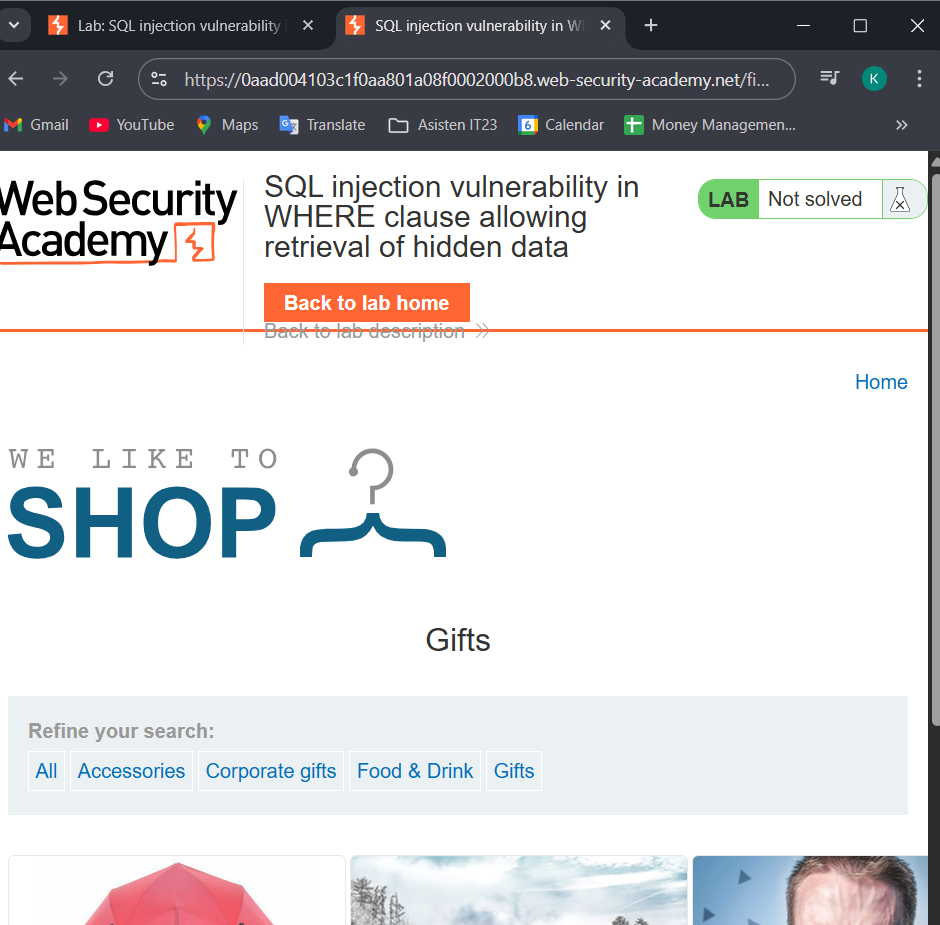 Lab: SQL injection vulnerability
SQL injection vulnerability in W
https://0aad004103c1f0aa801a08f0002000b8.web-security-academy.net/fi...
K
Gmail
YouTube
Maps
Translate
Asisten IT23
6
Calendar
Money Managemen...
Web Security
Academy
SQL injection vulnerability in
WHERE clause allowing
retrieval of hidden data
LAB
Not solved
Back to lab home
Back to lab description
Home
WE LIKE TO
SHOP
Gifts
Refine your search:
All
Accessories
Corporate gifts
Food & Drink
Gifts